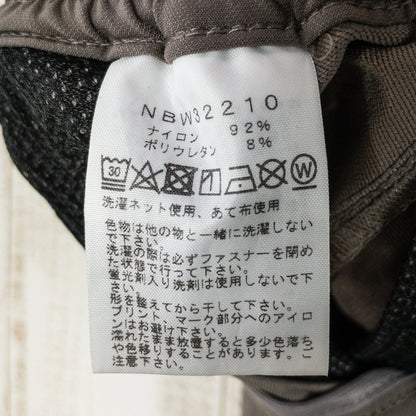 NBW32210
ナイロン 92%
ポリウレタン 8%
30 W
洗濯ネット使用、あて布使用
色物は他の物と一緒に洗濯しない
で下さい。
洗濯の際は必ずファスナーを閉め
た状態で行って下さい。
蛍光剤入り洗剤は使用しないで下
さい。
形を整えてから干して下さい。
プリント、マーク部分へのアイロ
ンはお避け下さい。
濡れたまま放置すると多少色落ち
や色移りすることがあります。ご
注意下さい。